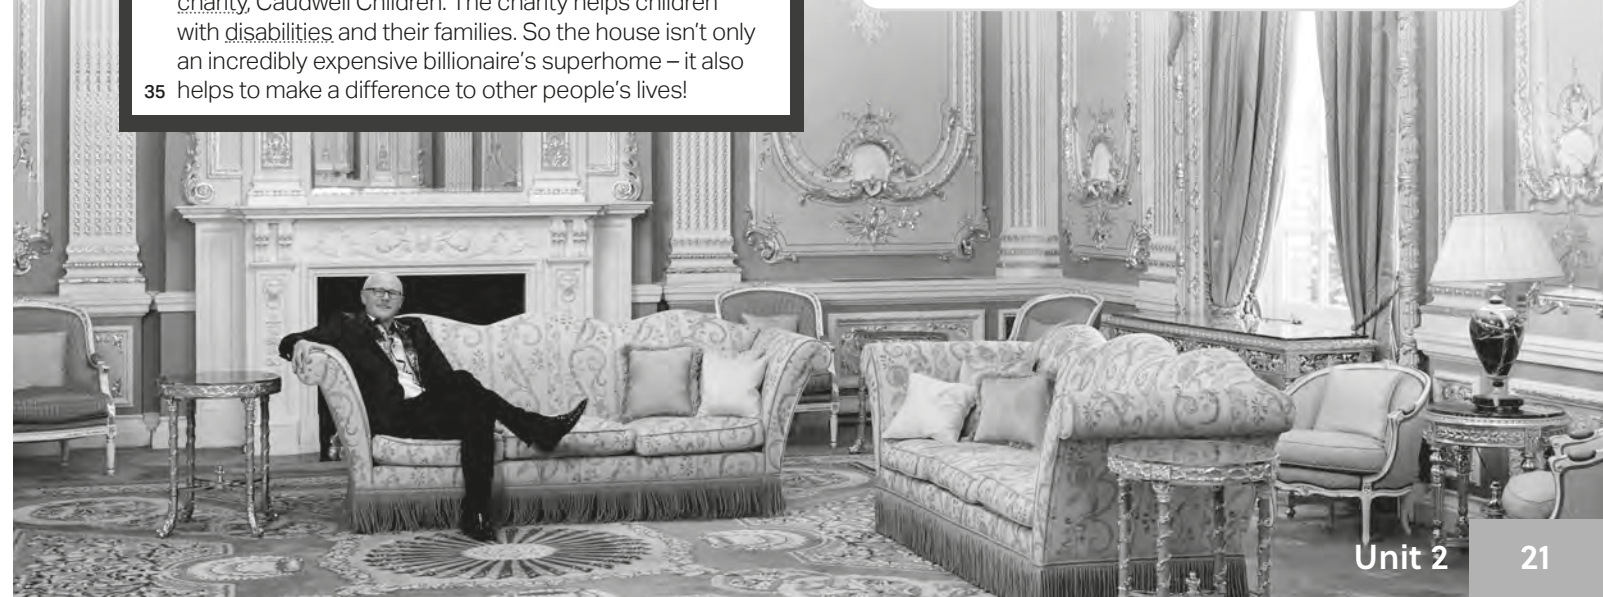 charity, Caudwell Children. The charity helps children
with disabilities and their families. So the house isn't only
an incredibly expensive billionaire's superhome – it also
35 helps to make a difference to other people's lives!
Unit 2 21